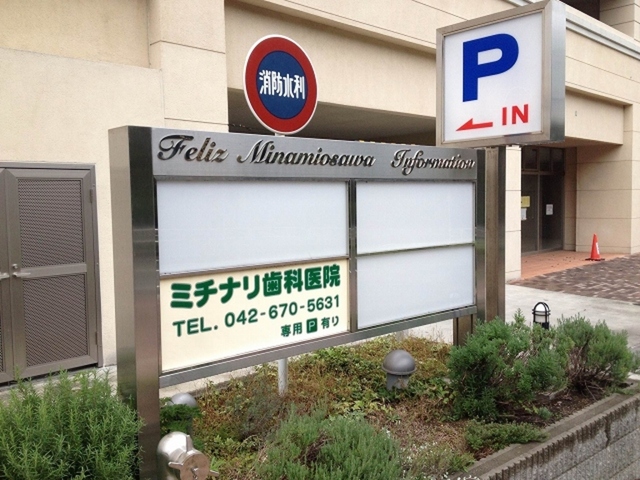 消防水利
P
IN
Feliz Minamiosawa Information
ミチナリ歯科医院
TEL. 042-670-5631
専用 P 有り